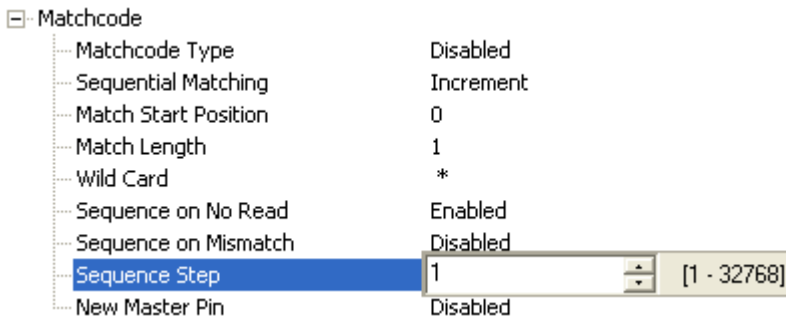 Matchcode
Matchcode Type Disabled
Sequential Matching Increment
Match Start Position 0
Match Length 1
Wild Card *
Sequence on No Read Enabled
Sequence on Mismatch Disabled
Sequence Step 1 [1 - 32768]
New Master Pin Disabled